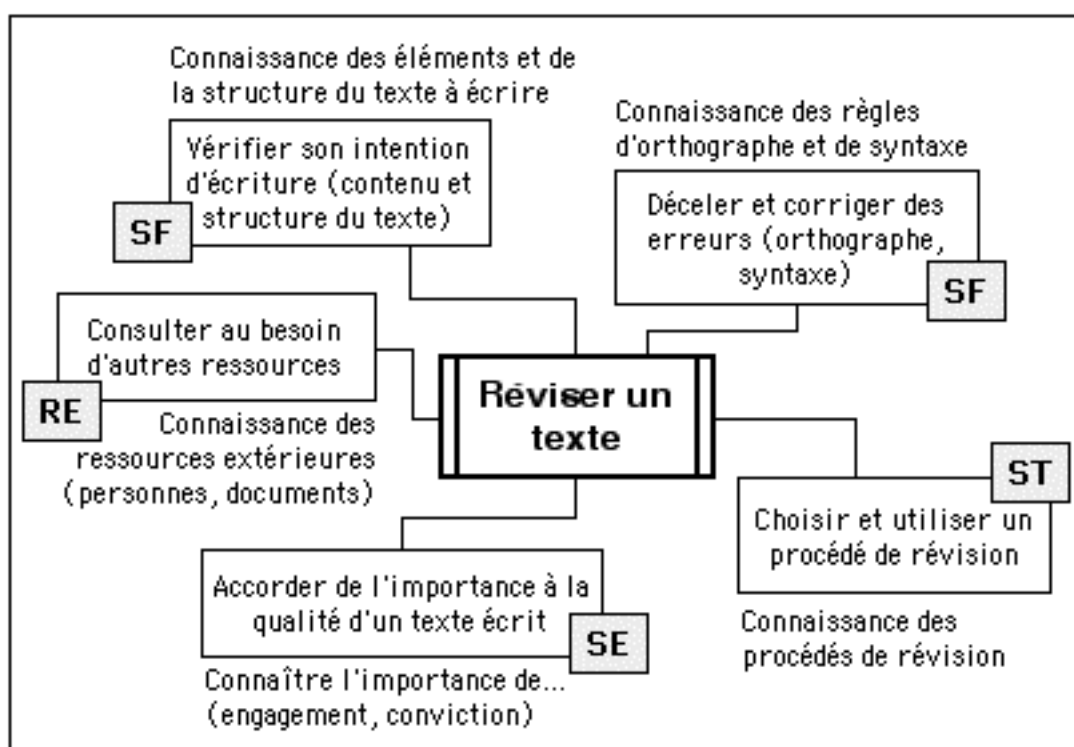 Connaissance des éléments et de
la structure du texte à écrire
Vérifier son intention
d'écriture (contenu et
structure du texte)
SF
Connaissance des règles
d'orthographe et de syntaxe
Déceler et corriger des
erreurs (orthographe,
syntaxe)
SF
Consulter au besoin
d'autres ressources
RE
Connaissance des
ressources extérieures
(personnes, documents)
Réviser un
texte
ST
Choisir et utiliser un
procédé de révision
Connaissance des
procédés de révision
Accorder de l'importance à la
qualité d'un texte écrit
SE
Connaître l'importance de...
(engagement, conviction)